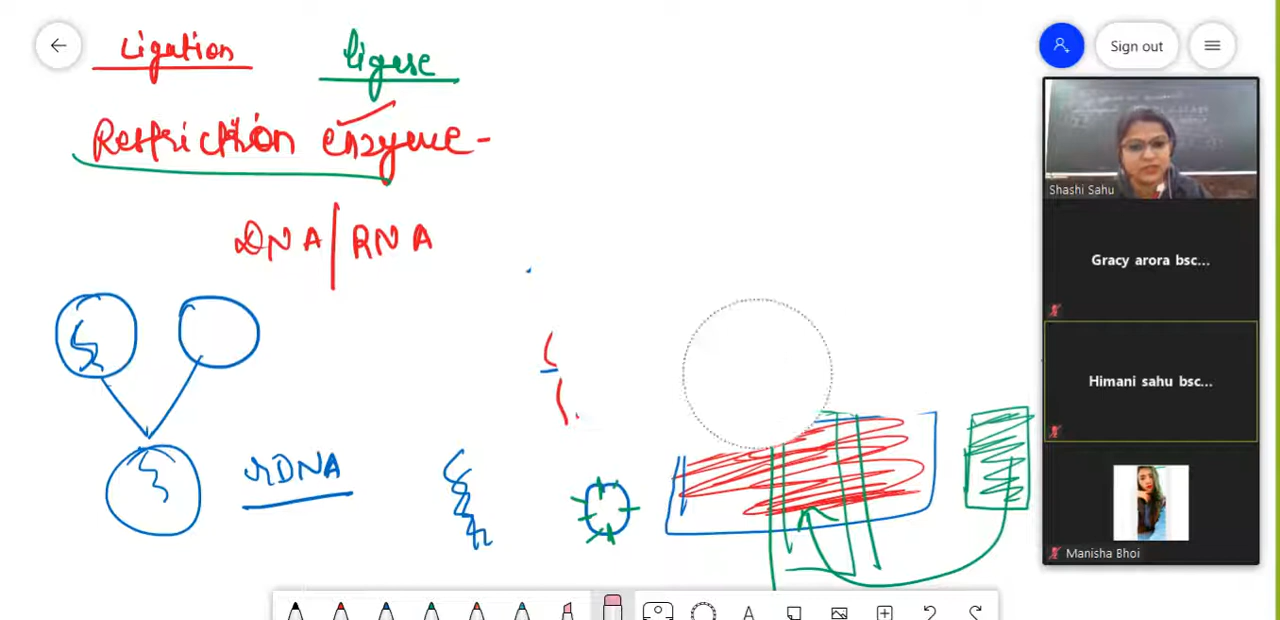 Ligation ligase
Sign out
Restriction enzyme -
Shashi Sahu
DNA/RNA
Gracy arora bsc...
Himani sahu bsc...
rDNA
Manisha Bhoi
A